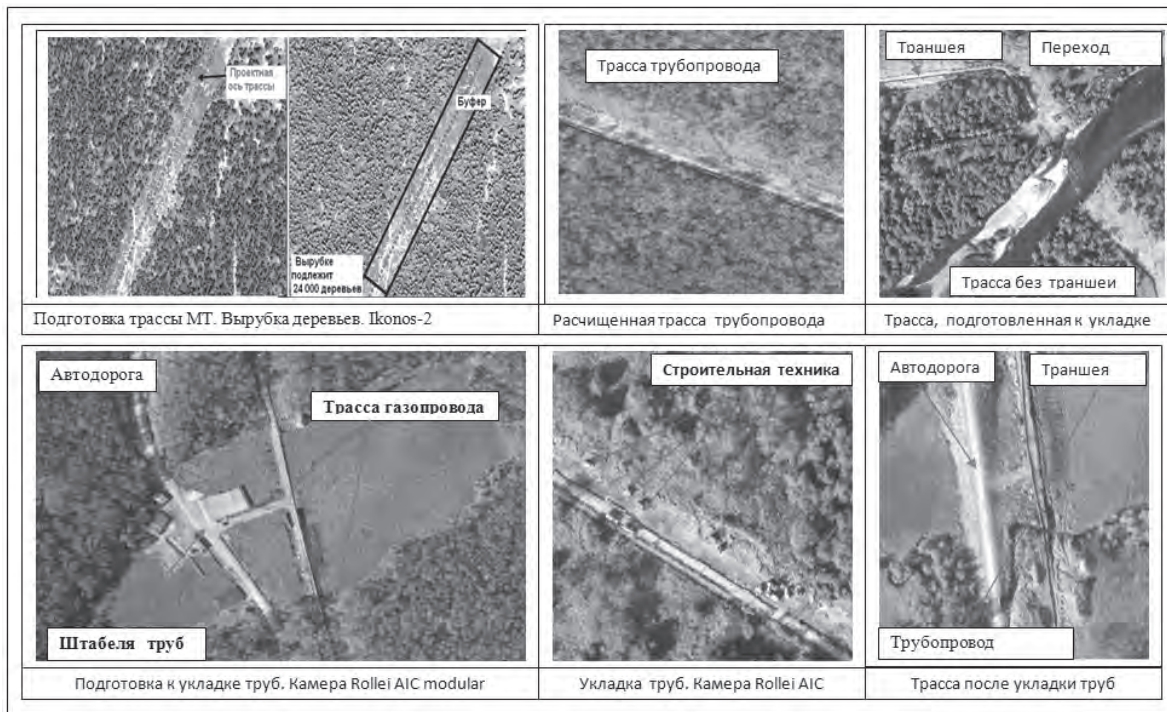 Проектная
ось трассы
Буфер
Вырубке
подлежит
24 000 деревьев
Подготовка трассы МТ. Вырубка деревьев. Ikonos-2
Трасса трубопровода
Расчищенная трасса трубопровода
Траншея
Переход
Трасса без траншеи
Трасса, подготовленная к укладке
Автодорога
Трасса газопровода
Штабеля труб
Подготовка к укладке труб. Камера Rollei AIC modular
Строительная техника
Укладка труб. Камера Rollei AIC
Автодорога
Траншея
Трубопровод
Трасса после укладки труб